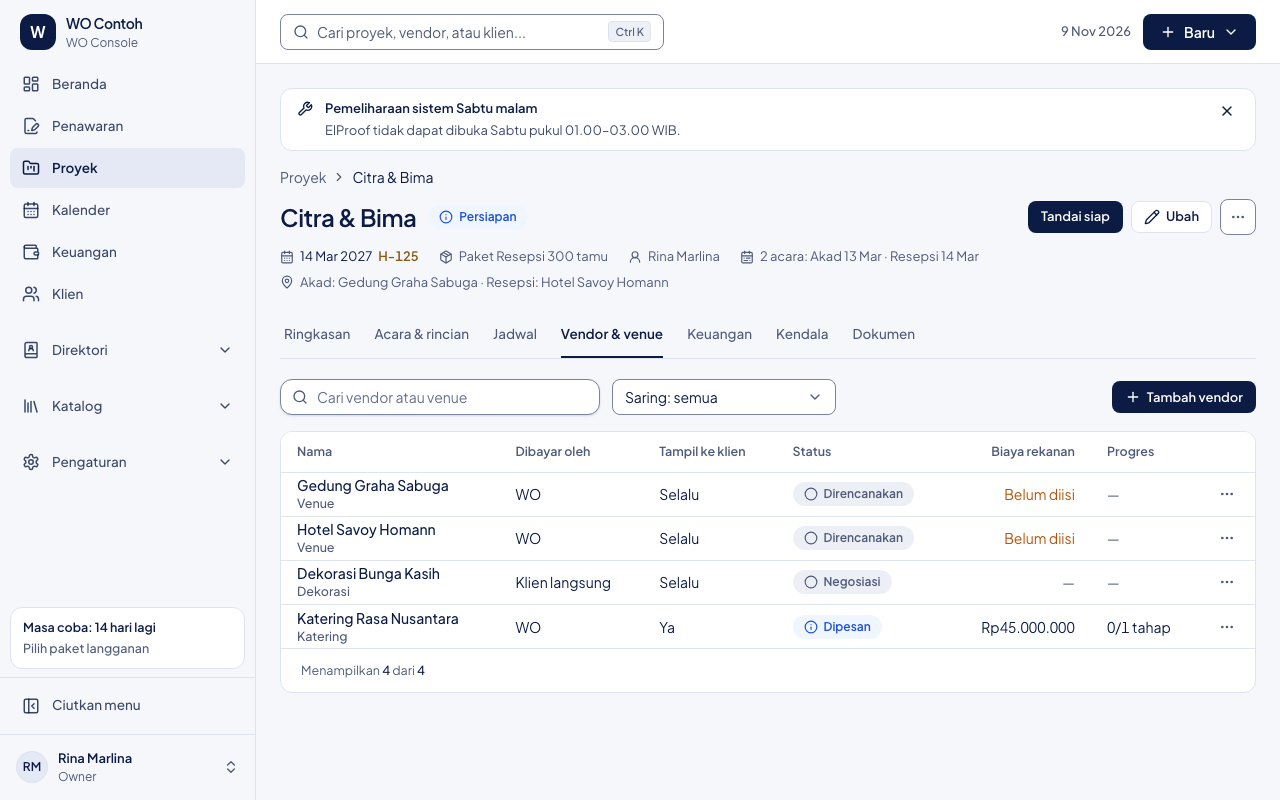 W
WO Contoh
WO Console
Beranda
Penawaran
Proyek
Kalender
Keuangan
Klien
Direktori
Katalog
Pengaturan
Masa coba: 14 hari lagi
Pilih paket langganan
Ciutkan menu
RM
Rina Marlina
Owner
Cari proyek, vendor, atau klien...
Ctrl K
9 Nov 2026
Baru
Pemeliharaan sistem Sabtu malam
ElProof tidak dapat dibuka Sabtu pukul 01.00–03.00 WIB.
Proyek > Citra & Bima
Citra & Bima
Persiapan
Tandai siap
Ubah
14 Mar 2027 H-125 Paket Resepsi 300 tamu Rina Marlina 2 acara: Akad 13 Mar · Resepsi 14 Mar
Akad: Gedung Graha Sabuga · Resepsi: Hotel Savoy Homann
Ringkasan Acara & rincian Jadwal Vendor & venue Keuangan Kendala Dokumen
Cari vendor atau venue
Saring: semua
Tambah vendor
Nama Dibayar oleh Tampil ke klien Status Biaya rekanan Progres
Gedung Graha Sabuga
Venue
WO Selalu Direncanakan Belum diisi —
Hotel Savoy Homann
Venue
WO Selalu Direncanakan Belum diisi —
Dekorasi Bunga Kasih
Dekorasi
Klien langsung Selalu Negosiasi — —
Katering Rasa Nusantara
Katering
WO Ya Dipesan Rp45.000.000 0/1 tahap
Menampilkan 4 dari 4